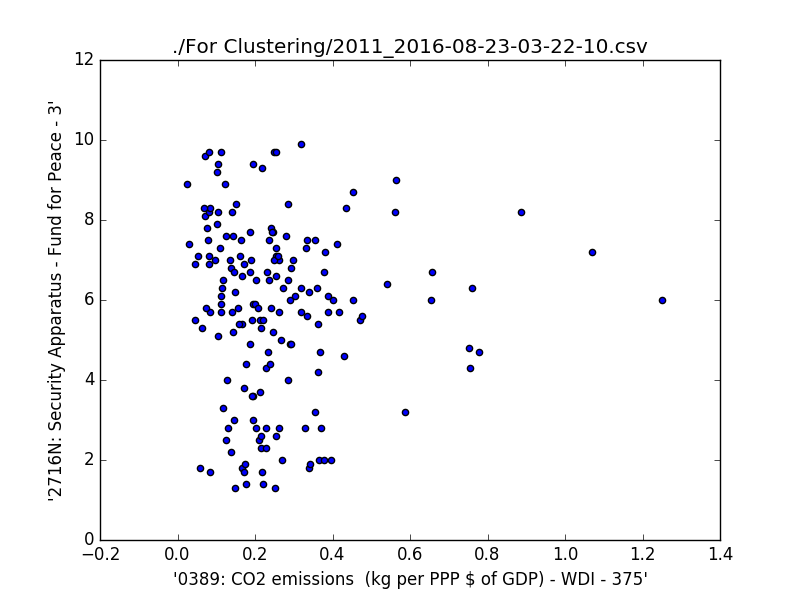 ./For Clustering/2011_2016-08-23-03-22-10.csv
'2716N: Security Apparatus - Fund for Peace - 3'
12
10
8
6
4
2
0
−0.2 0.0 0.2 0.4 0.6 0.8 1.0 1.2 1.4
'0389: CO2 emissions  (kg per PPP $ of GDP) - WDI - 375'